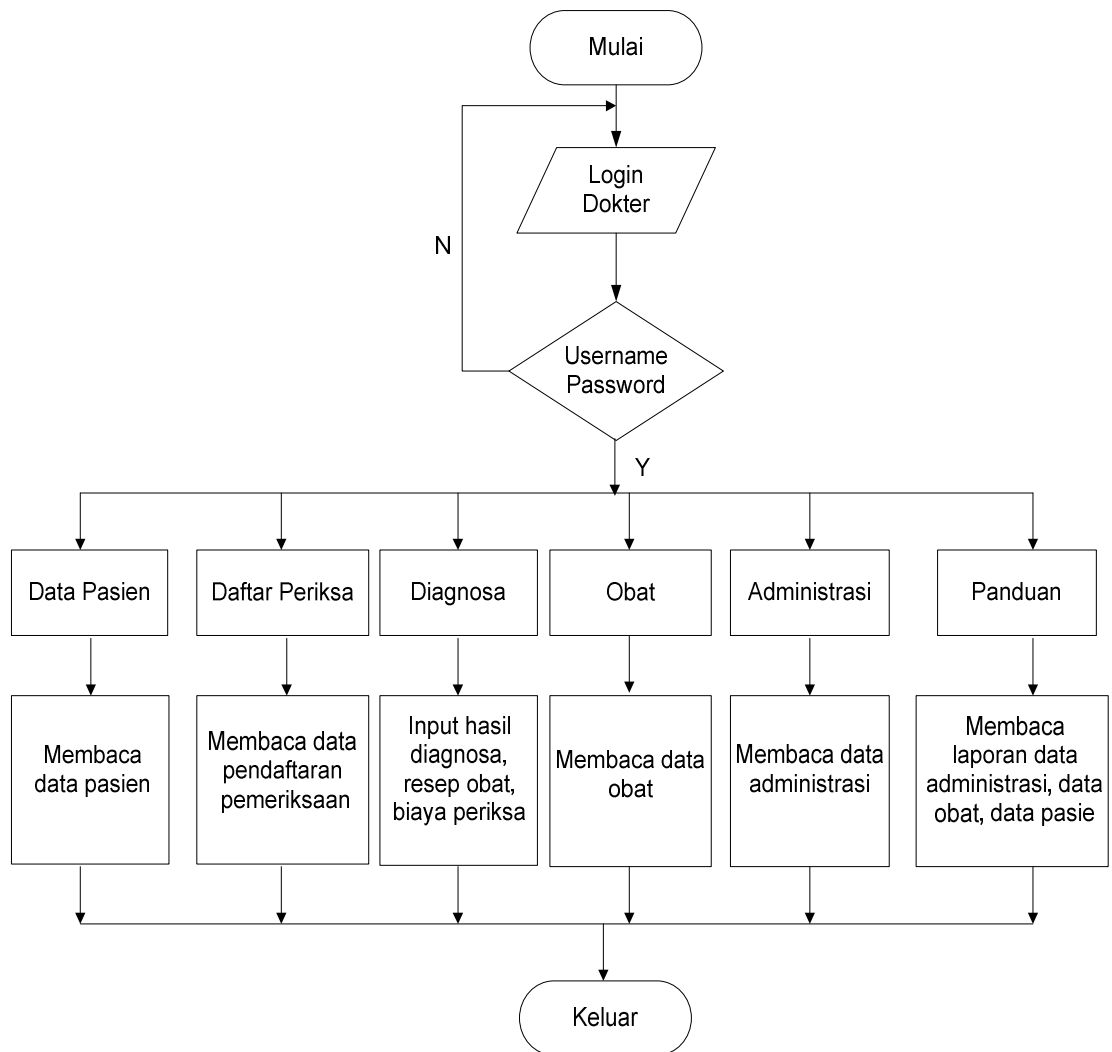 Mulai
Login
Dokter
N
Username
Password
Y
Data Pasien
Daftar Periksa
Diagnosa
Obat
Administrasi
Panduan
Membaca
data pasien
Membaca data
pendaftaran
pemeriksaan
Input hasil
diagnosa,
resep obat,
biaya periksa
Membaca data
obat
Membaca data
administrasi
Membaca
laporan data
administrasi, data
obat, data pasie
Keluar